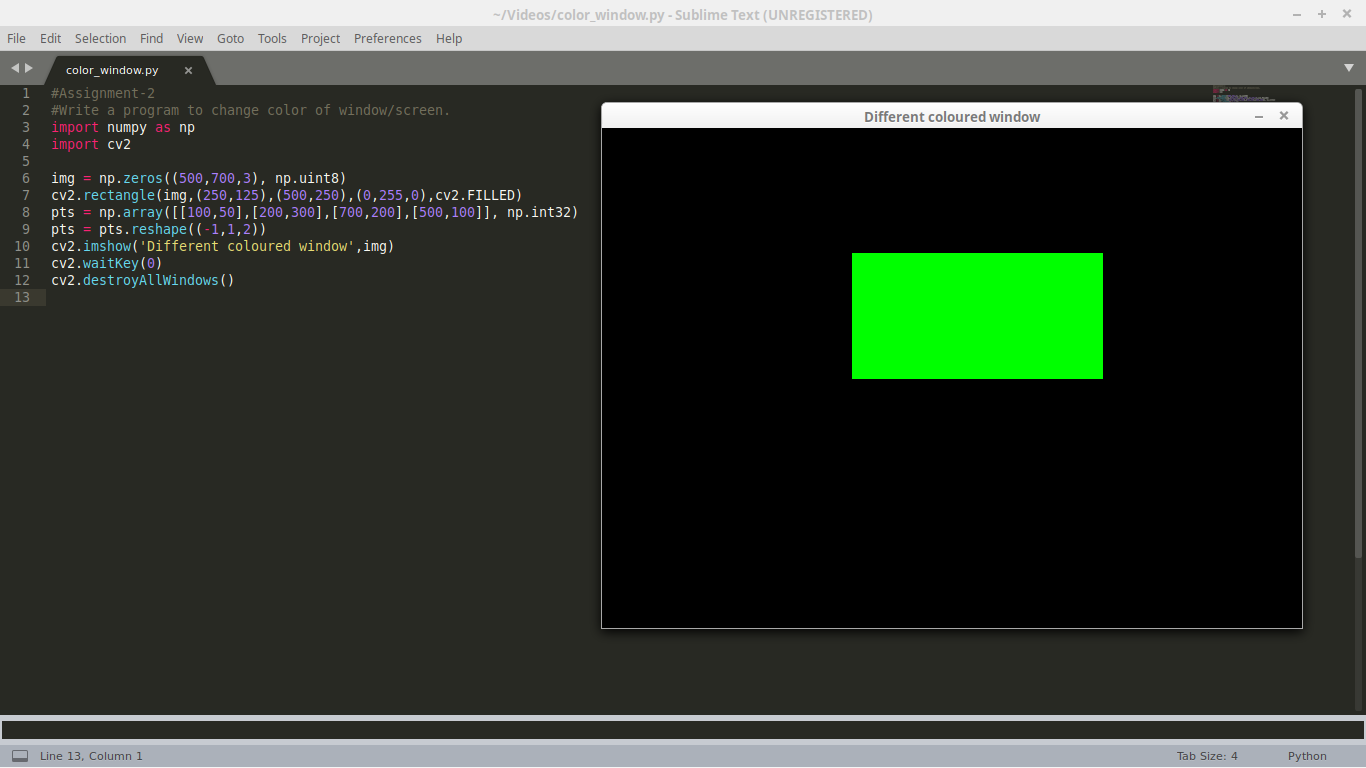 ~/Videos/color_window.py - Sublime Text (UNREGISTERED)
File Edit Selection Find View Goto Tools Project Preferences Help
color_window.py
1 #Assignment-2
2 #Write a program to change color of window/screen.
3 import numpy as np
4 import cv2
5
6 img = np.zeros((500,700,3), np.uint8)
7 cv2.rectangle(img,(250,125),(500,250),(0,255,0),cv2.FILLED)
8 pts = np.array([[100,50],[200,300],[700,200],[500,100]], np.int32)
9 pts = pts.reshape((-1,1,2))
10 cv2.imshow('Different coloured window',img)
11 cv2.waitKey(0)
12 cv2.destroyAllWindows()
13
Different coloured window
Line 13, Column 1
Tab Size: 4
Python